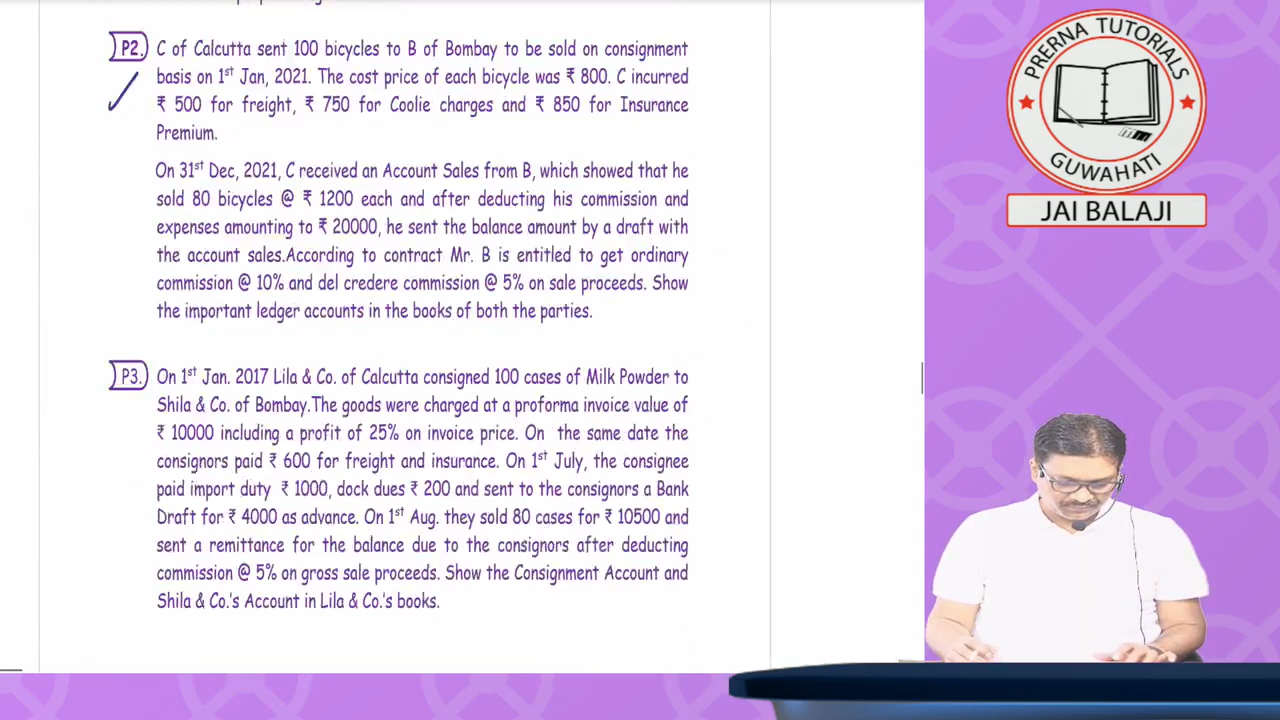 P2. C of Calcutta sent 100 bicycles to B of Bombay to be sold on consignment
basis on 1st Jan, 2021. The cost price of each bicycle was ₹ 800. C incurred
₹ 500 for freight, ₹ 750 for Coolie charges and ₹ 850 for Insurance
Premium.
On 31st Dec, 2021, C received an Account Sales from B, which showed that he
sold 80 bicycles @ ₹ 1200 each and after deducting his commission and
expenses amounting to ₹ 20000, he sent the balance amount by a draft with
the account sales.According to contract Mr. B is entitled to get ordinary
commission @ 10% and del credere commission @ 5% on sale proceeds. Show
the important ledger accounts in the books of both the parties.
P3. On 1st Jan. 2017 Lila & Co. of Calcutta consigned 100 cases of Milk Powder to
Shila & Co. of Bombay.The goods were charged at a proforma invoice value of
₹ 10000 including a profit of 25% on invoice price. On the same date the
consignors paid ₹ 600 for freight and insurance. On 1st July, the consignee
paid import duty ₹ 1000, dock dues ₹ 200 and sent to the consignors a Bank
Draft for ₹ 4000 as advance. On 1st Aug. they sold 80 cases for ₹ 10500 and
sent a remittance for the balance due to the consignors after deducting
commission @ 5% on gross sale proceeds. Show the Consignment Account and
Shila & Co.'s Account in Lila & Co.'s books.
PRERNA TUTORIALS
GUWAHATI
JAI BALAJI